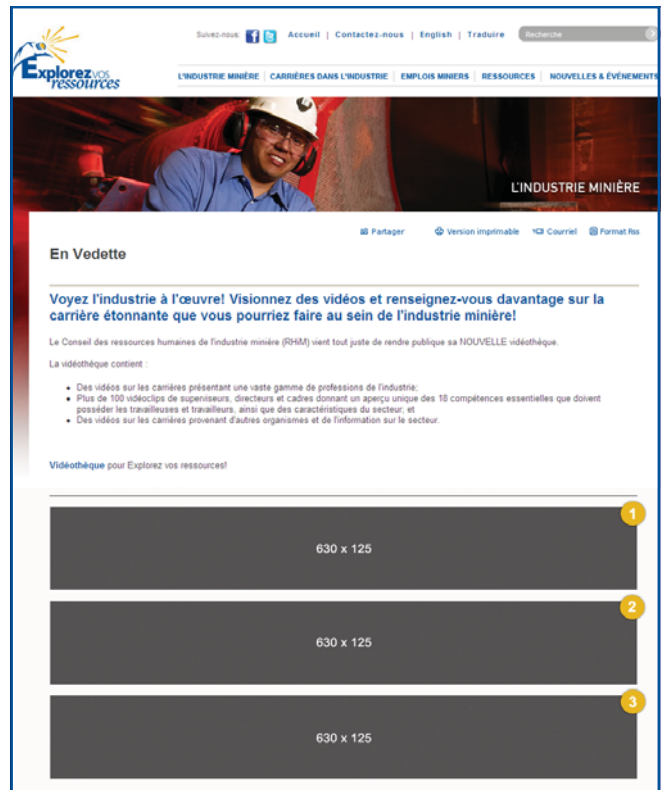 Suivez-nous: Accueil | Contactez-nous | English | Traduire Recherche
Explorez vos
ressources
L'INDUSTRIE MINIÈRE CARRIÈRES DANS L'INDUSTRIE EMPLOIS MINIERS RESSOURCES NOUVELLES & ÉVÉNEMENTS
L'INDUSTRIE MINIÈRE
Partager Version imprimable Courriel Format Rss
En Vedette
Voyez l'industrie à l'œuvre! Visionnez des vidéos et renseignez-vous davantage sur la
carrière étonnante que vous pourriez faire au sein de l'industrie minière!
Le Conseil des ressources humaines de l'industrie minière (RHiM) vient tout juste de rendre publique sa NOUVELLE vidéothèque.
La vidéothèque contient :
• Des vidéos sur les carrières présentant une vaste gamme de professions de l'industrie;
• Plus de 100 vidéoclips de superviseurs, directeurs et cadres donnant un aperçu unique des 18 compétences essentielles que doivent
posséder les travailleuses et travailleurs, ainsi que des caractéristiques du secteur; et
• Des vidéos sur les carrières provenant d'autres organismes et de l'information sur le secteur.
Vidéothèque pour Explorez vos ressources!
1
630 x 125
2
630 x 125
3
630 x 125